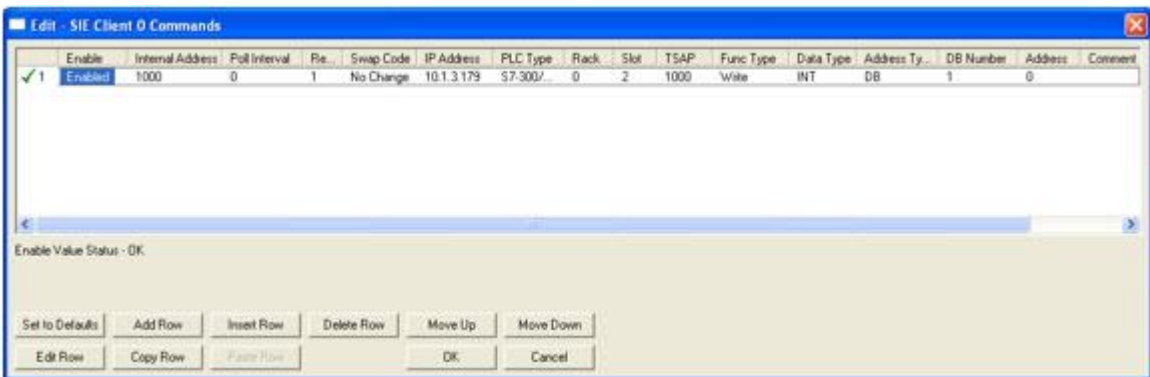 Edit - SIE Client 0 Commands
Enable Internal Address Poll Interval Re... Swap Code IP Address PLC Type Rack Slot TSAP Func Type Data Type Address Ty... DB Number Address Comment
1 Enabled 1000 0 1 No Change 10.1.3.179 S7-300/... 0 2 1000 Write INT DB 1 0
Enable Value Status - OK
Set to Defaults Add Row Insert Row Delete Row Move Up Move Down
Edit Row Copy Row Paste Row OK Cancel